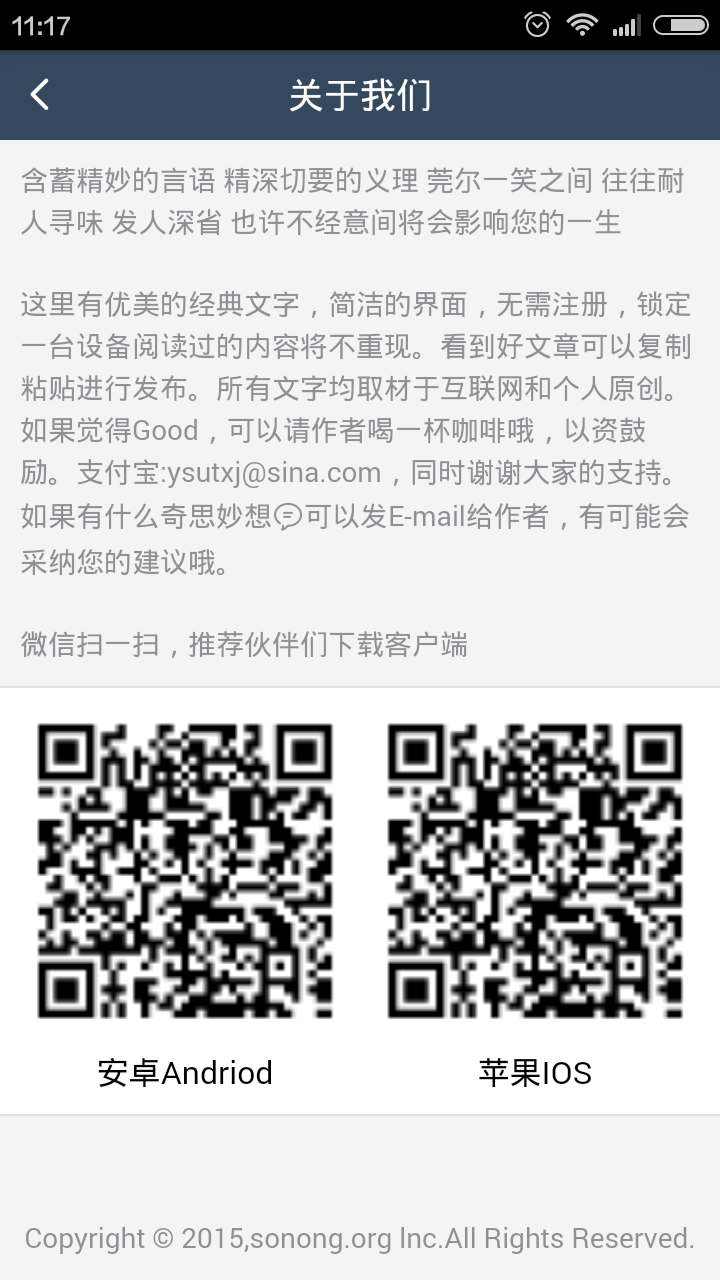 11:17
关于我们
含蓄精妙的言语 精深切要的义理 莞尔一笑之间 往往耐
人寻味 发人深省 也许不经意间将会影响您的一生
这里有优美的经典文字，简洁的界面，无需注册，锁定
一台设备阅读过的内容将不重现。看到好文章可以复制
粘贴进行发布。所有文字均取材于互联网和个人原创。
如果觉得Good，可以请作者喝一杯咖啡哦，以资鼓
励。支付宝:ysutxj@sina.com，同时谢谢大家的支持。
如果有什么奇思妙想💬可以发E-mail给作者，有可能会
采纳您的建议哦。
微信扫一扫，推荐伙伴们下载客户端
安卓Andriod
苹果IOS
Copyright © 2015,sonong.org lnc.All Rights Reserved.